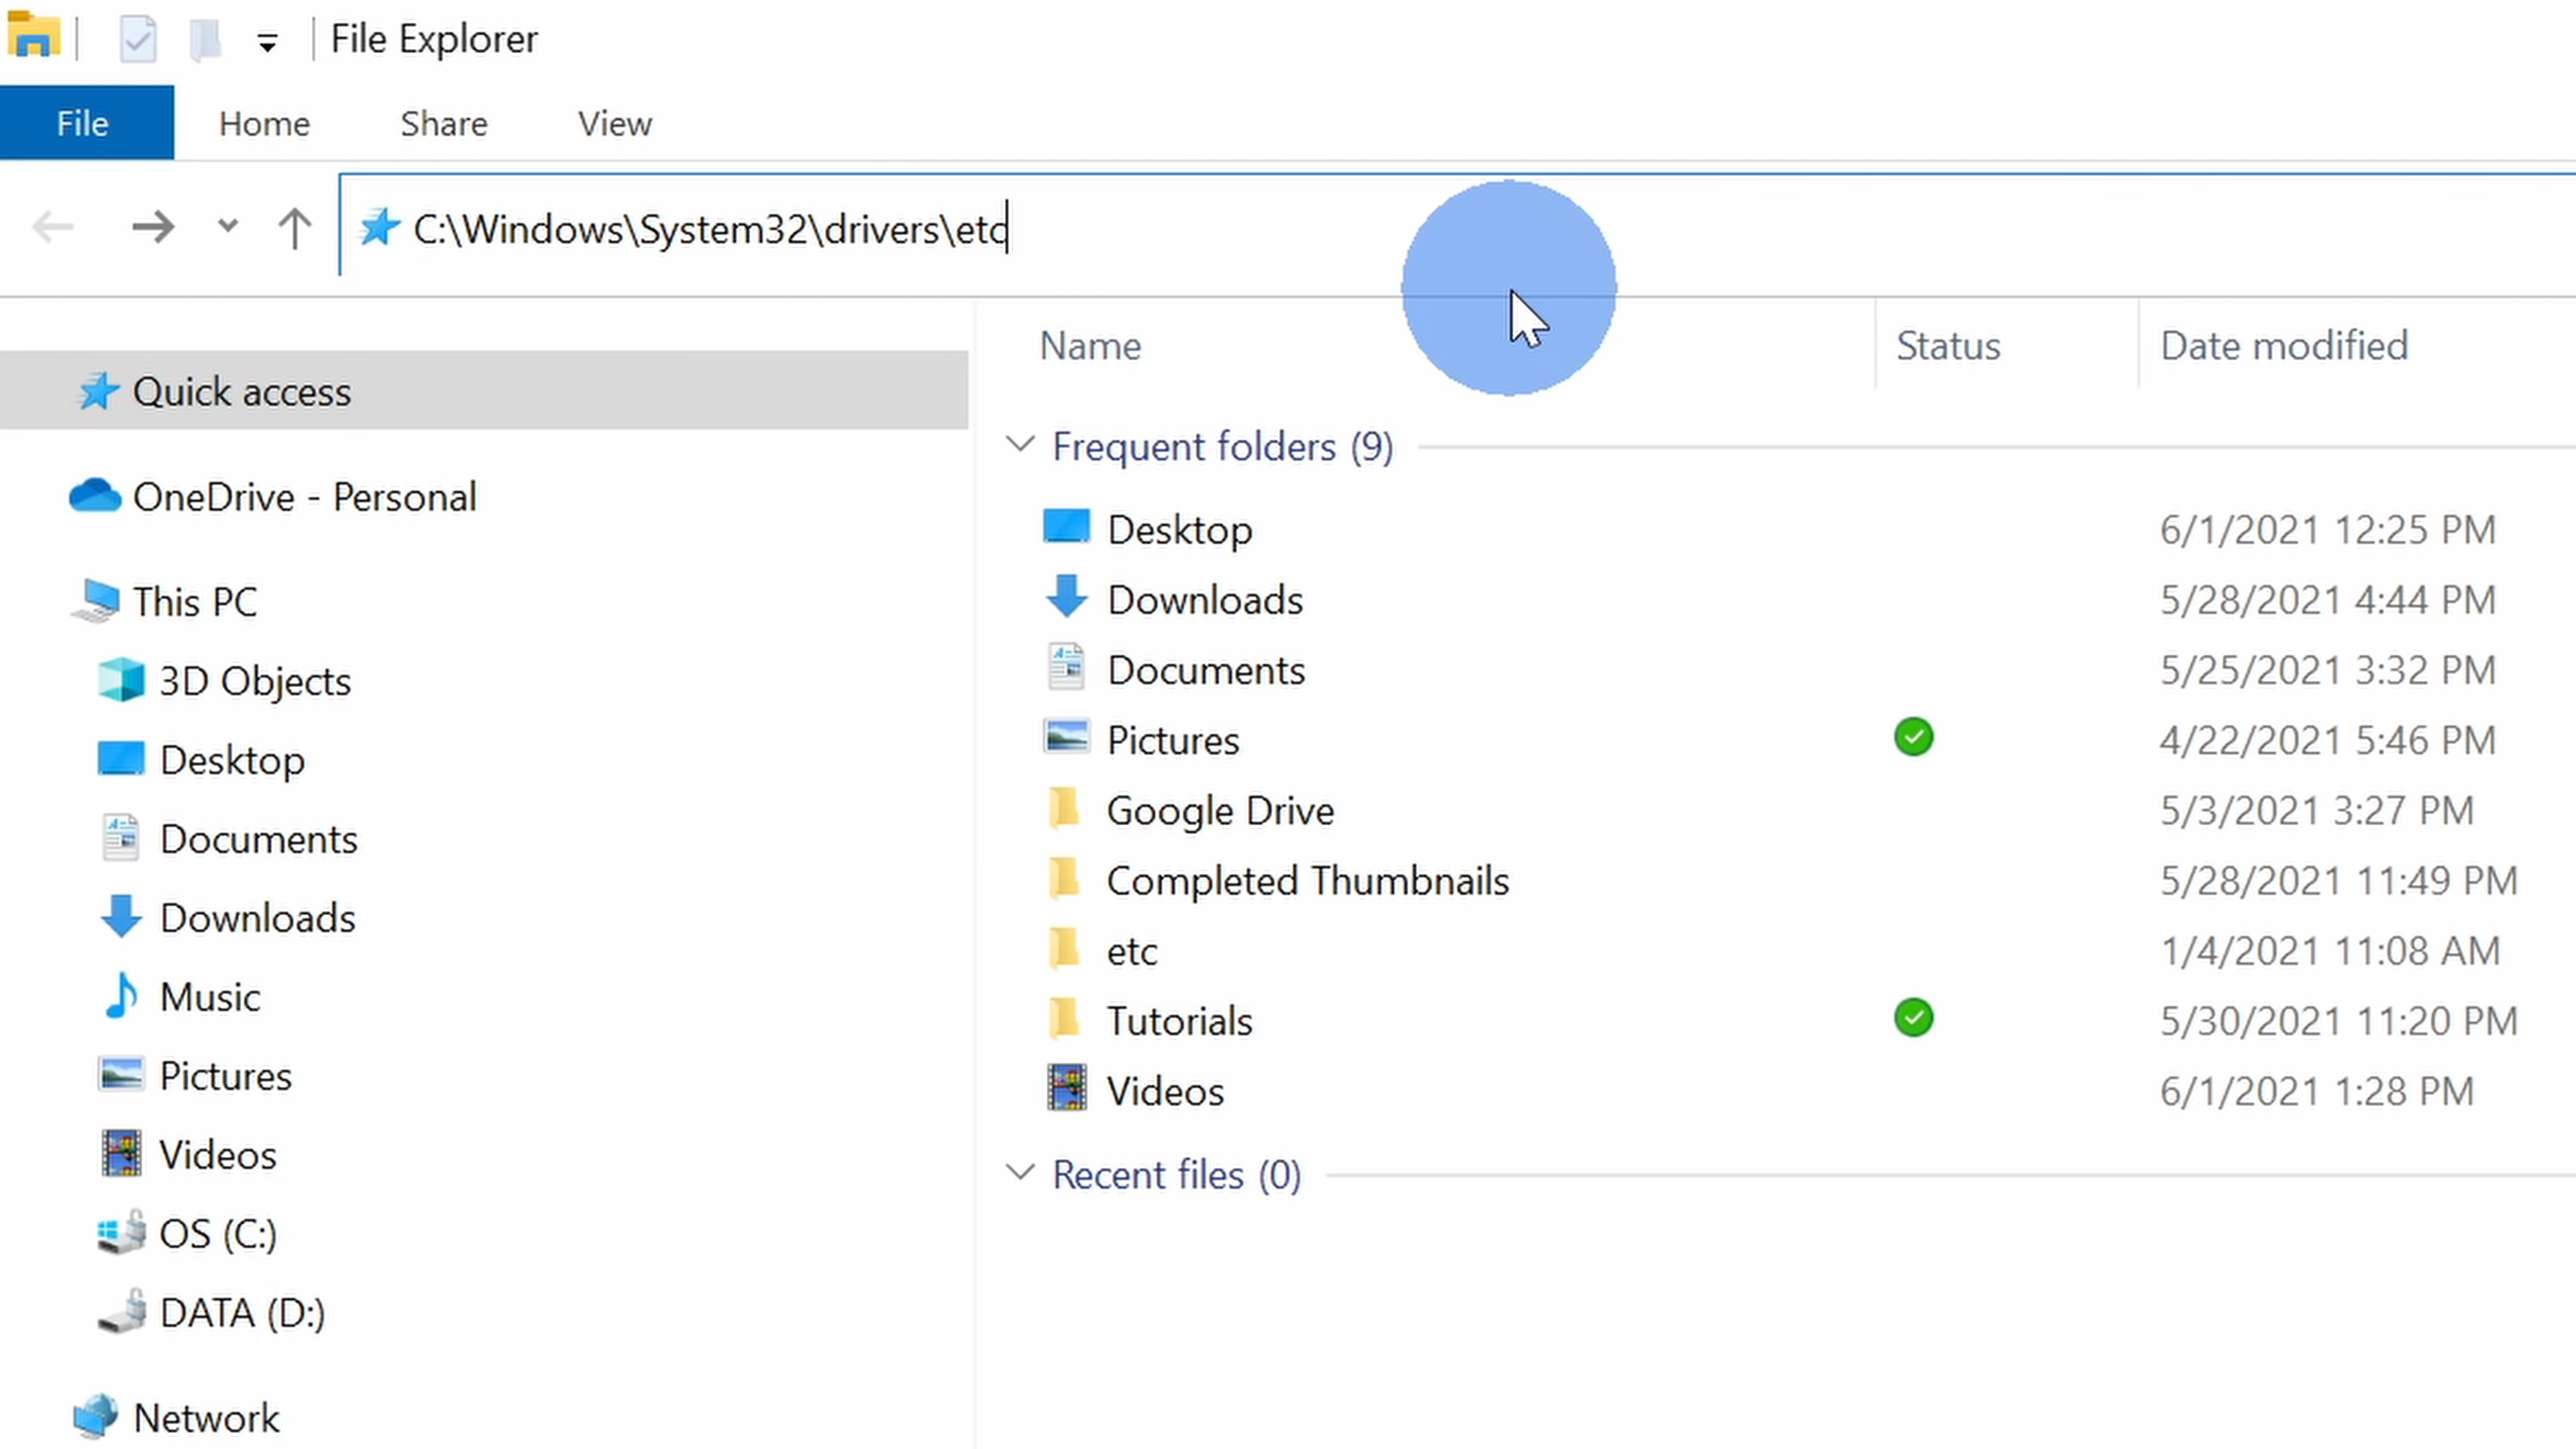 File Explorer
File Home Share View
C:\Windows\System32\drivers\etc
Name Status Date modified
Quick access
OneDrive - Personal
This PC
3D Objects
Desktop
Documents
Downloads
Music
Pictures
Videos
OS (C:)
DATA (D:)
Network
Frequent folders (9)
Desktop 6/1/2021 12:25 PM
Downloads 5/28/2021 4:44 PM
Documents 5/25/2021 3:32 PM
Pictures 4/22/2021 5:46 PM
Google Drive 5/3/2021 3:27 PM
Completed Thumbnails 5/28/2021 11:49 PM
etc 1/4/2021 11:08 AM
Tutorials 5/30/2021 11:20 PM
Videos 6/1/2021 1:28 PM
Recent files (0)